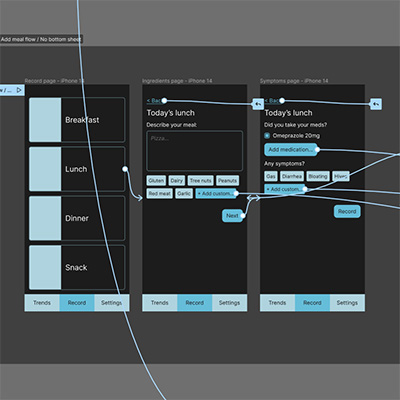 Add meal flow / No bottom sheet
Record page - iPhone 14
Breakfast
Lunch
Dinner
Snack
Trends Record Settings
Ingredients page - iPhone 14
< Back
Today's lunch
Describe your meal
Pizza...
Gluten Dairy Tree nuts Peanuts
Red meat Garlic + Add custom...
Next
Trends Record Settings
Symptoms page - iPhone 14
< Back
Today's lunch
Did you take your meds?
Omeprazole 20mg
Add medication...
Any symptoms?
Gas Diarrhea Bloating Hives
+ Add custom...
Record
Trends Record Settings